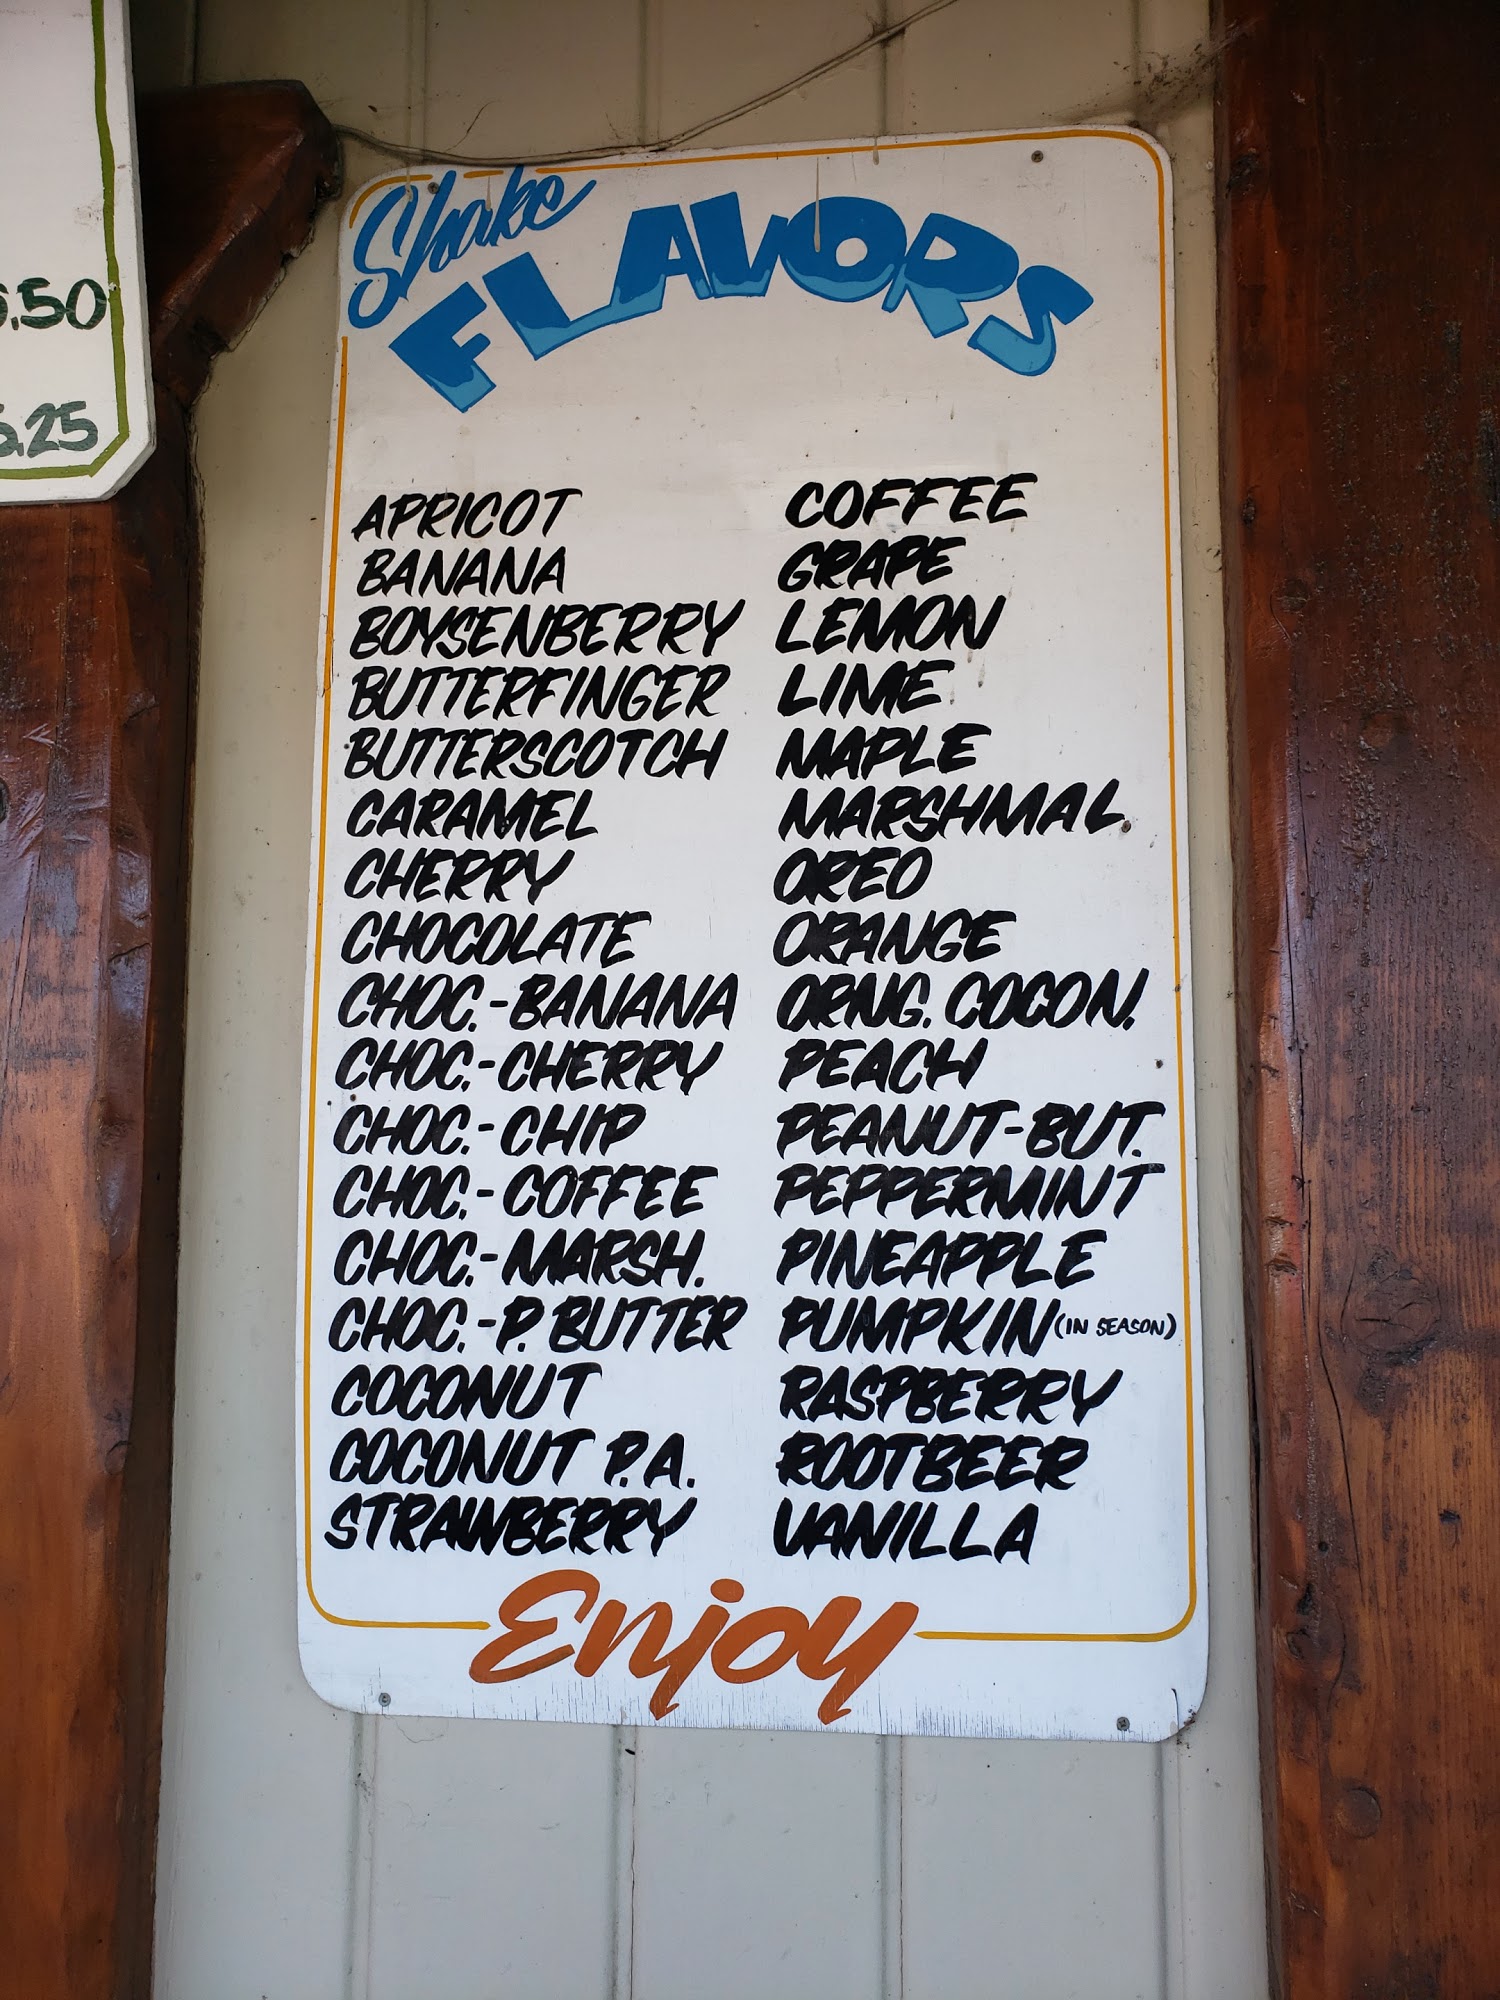 Shake
FLAVORS
APRICOT
BANANA
BOYSENBERRY
BUTTERFINGER
BUTTERSCOTCH
CARAMEL
CHERRY
CHOCOLATE
CHOC.-BANANA
CHOC.-CHERRY
CHOC.-CHIP
CHOC.-COFFEE
CHOC.-MARSH.
CHOC.-P. BUTTER
COCONUT
COCONUT P.A.
STRAWBERRY
COFFEE
GRAPE
LEMON
LIME
MAPLE
MARSHMAL.
OREO
ORANGE
ORNG. COCON.
PEACH
PEANUT-BUT.
PEPPERMINT
PINEAPPLE
PUMPKIN (IN SEASON)
RASPBERRY
ROOTBEER
VANILLA
Enjoy
.50
.25